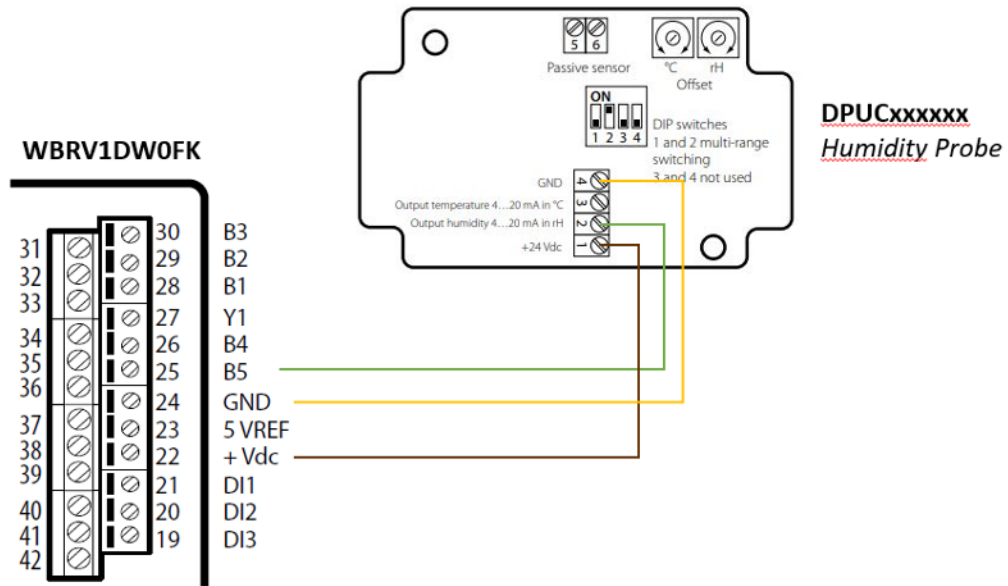 5 6
Passive sensor
°C rH
Offset
ON
1 2 3 4
DIP switches
1 and 2 multi-range
switching
3 and 4 not used
DPUCxxxxxx
Humidity Probe
GND 4
Output temperature 4...20 mA in °C 3
Output humidity 4...20 mA in rH 2
+24 Vdc 1
WBRV1DW0FK
31
32
33
34
35
36
37
38
39
40
41
42
30 B3
29 B2
28 B1
27 Y1
26 B4
25 B5
24 GND
23 5 VREF
22 + Vdc
21 DI1
20 DI2
19 DI3